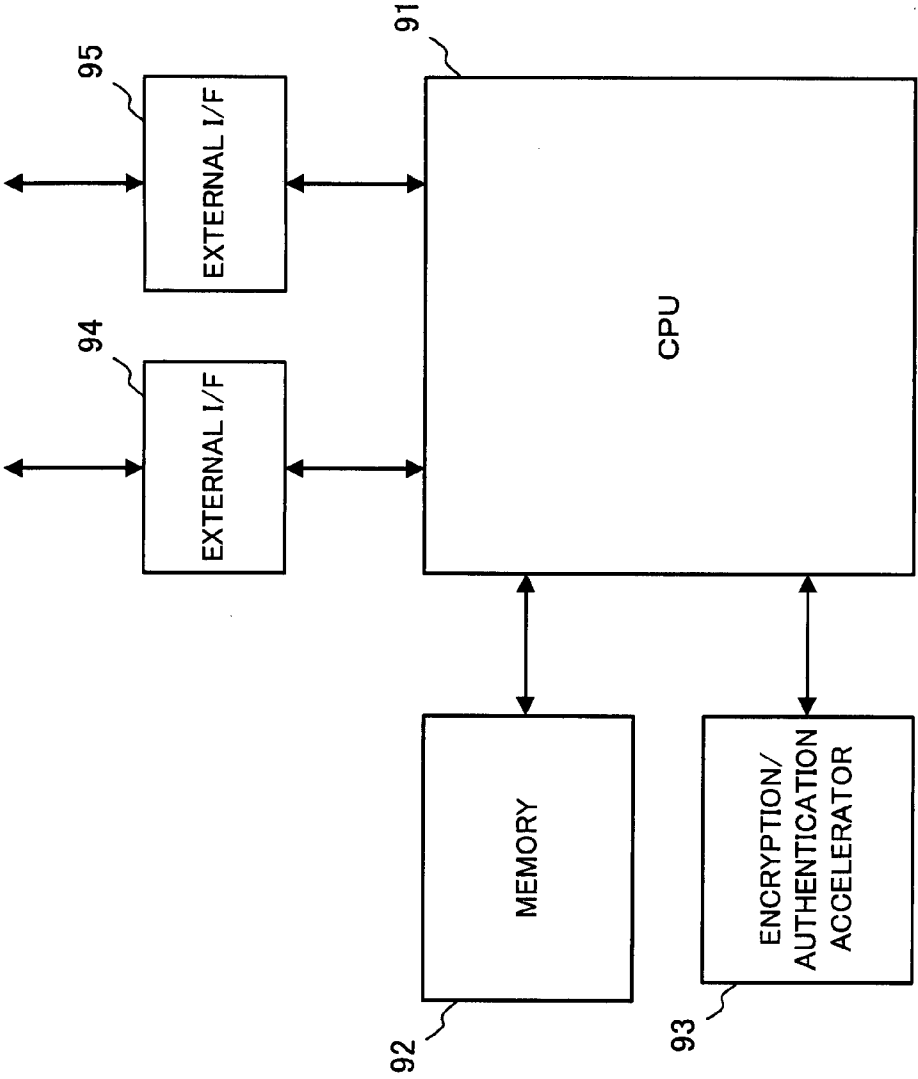 92
MEMORY
93
ENCRYPTION/
AUTHENTICATION
ACCELERATOR
94
EXTERNAL I/F
95
EXTERNAL I/F
91
CPU